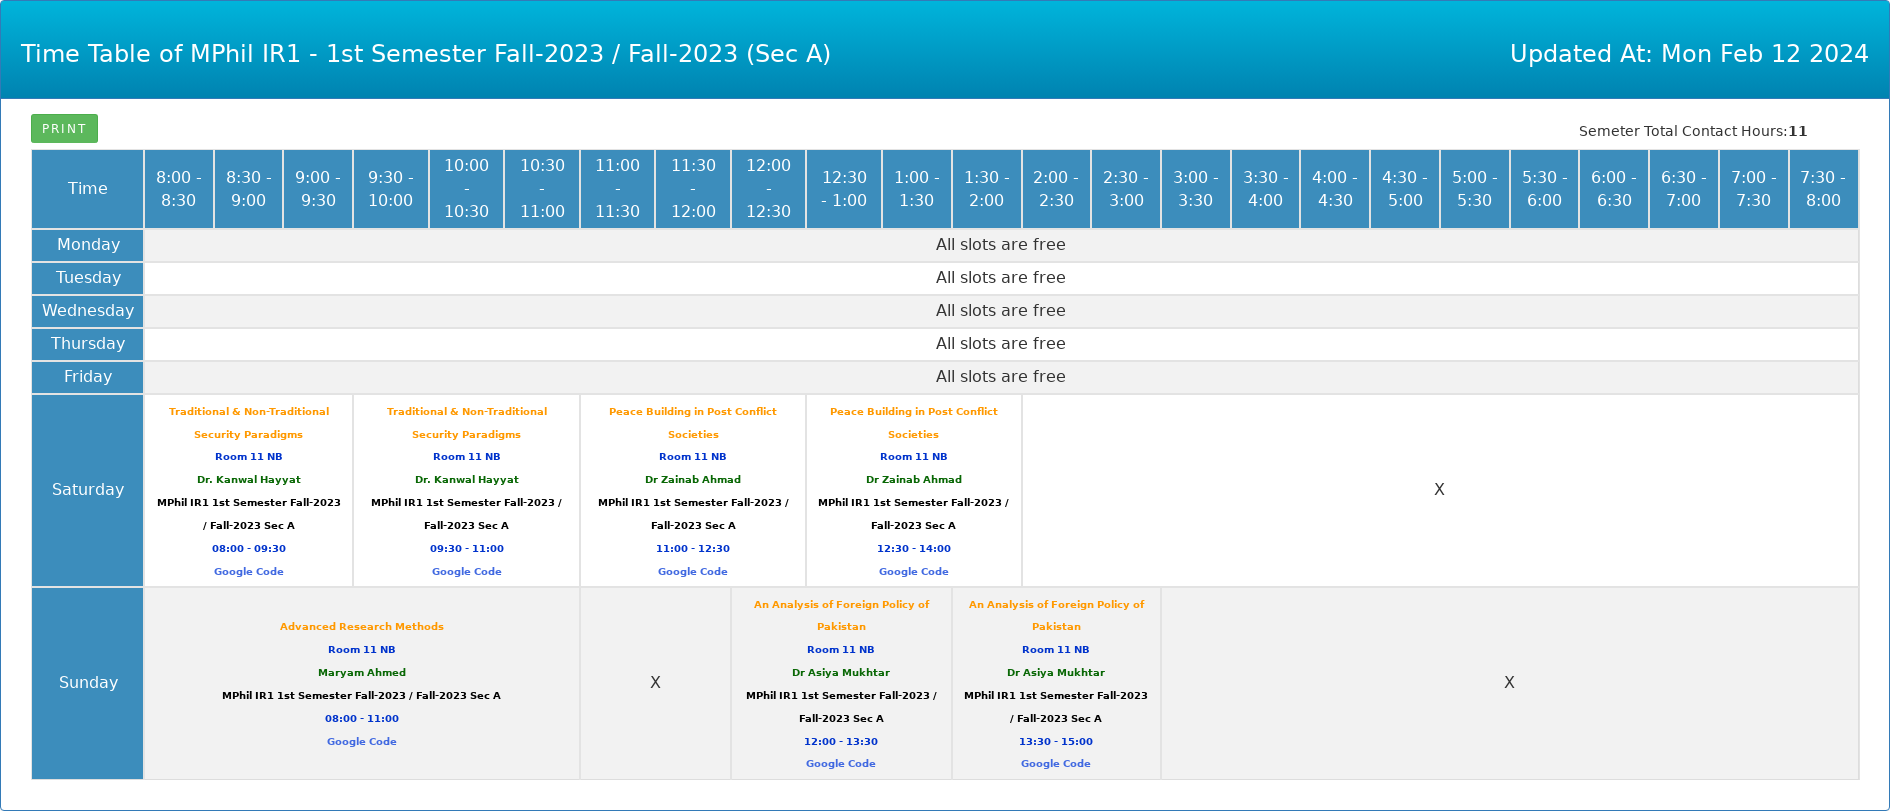 Time Table of MPhil IR1 - 1st Semester Fall-2023 / Fall-2023 (Sec A)
Updated At: Mon Feb 12 2024
PRINT
Semeter Total Contact Hours:11
Time
8:00 -
8:30
8:30 -
9:00
9:00 -
9:30
9:30 -
10:00
10:00
-
10:30
10:30
-
11:00
11:00
-
11:30
11:30
-
12:00
12:00
-
12:30
12:30
- 1:00
1:00 -
1:30
1:30 -
2:00
2:00 -
2:30
2:30 -
3:00
3:00 -
3:30
3:30 -
4:00
4:00 -
4:30
4:30 -
5:00
5:00 -
5:30
5:30 -
6:00
6:00 -
6:30
6:30 -
7:00
7:00 -
7:30
7:30 -
8:00
Monday
All slots are free
Tuesday
All slots are free
Wednesday
All slots are free
Thursday
All slots are free
Friday
All slots are free
Saturday
Traditional & Non-Traditional
Security Paradigms
Room 11 NB
Dr. Kanwal Hayyat
MPhil IR1 1st Semester Fall-2023
/ Fall-2023 Sec A
08:00 - 09:30
Google Code
Traditional & Non-Traditional
Security Paradigms
Room 11 NB
Dr. Kanwal Hayyat
MPhil IR1 1st Semester Fall-2023 /
Fall-2023 Sec A
09:30 - 11:00
Google Code
Peace Building in Post Conflict
Societies
Room 11 NB
Dr Zainab Ahmad
MPhil IR1 1st Semester Fall-2023 /
Fall-2023 Sec A
11:00 - 12:30
Google Code
Peace Building in Post Conflict
Societies
Room 11 NB
Dr Zainab Ahmad
MPhil IR1 1st Semester Fall-2023 /
Fall-2023 Sec A
12:30 - 14:00
Google Code
X
Sunday
Advanced Research Methods
Room 11 NB
Maryam Ahmed
MPhil IR1 1st Semester Fall-2023 / Fall-2023 Sec A
08:00 - 11:00
Google Code
X
An Analysis of Foreign Policy of
Pakistan
Room 11 NB
Dr Asiya Mukhtar
MPhil IR1 1st Semester Fall-2023 /
Fall-2023 Sec A
12:00 - 13:30
Google Code
An Analysis of Foreign Policy of
Pakistan
Room 11 NB
Dr Asiya Mukhtar
MPhil IR1 1st Semester Fall-2023
/ Fall-2023 Sec A
13:30 - 15:00
Google Code
X